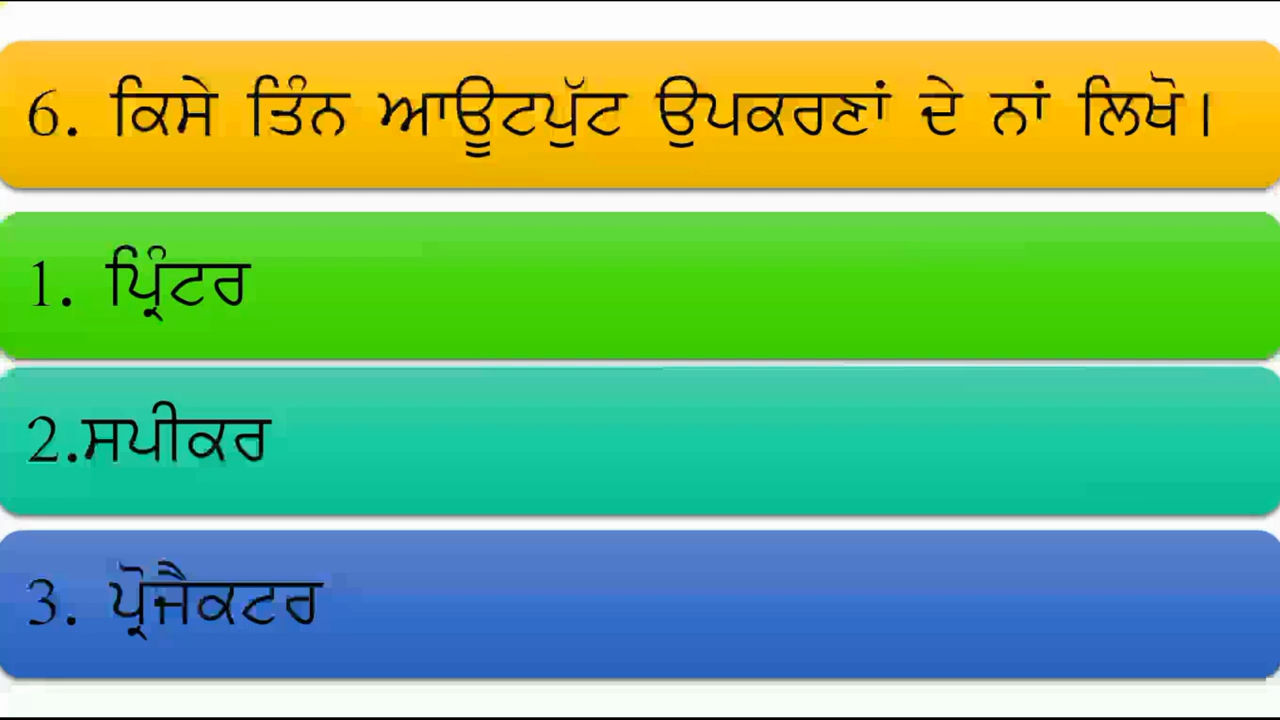 6. ਕਿਸੇ ਤਿੰਨ ਆਊਟਪੁੱਟ ਉਪਕਰਣਾਂ ਦੇ ਨਾਂ ਲਿਖੋ।
1. ਪ੍ਰਿੰਟਰ
2.ਸਪੀਕਰ
3. ਪ੍ਰੋਜੈਕਟਰ